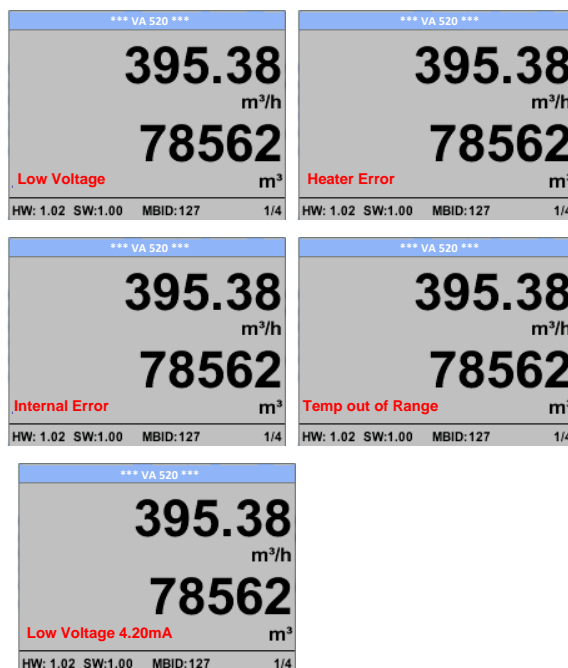 *** VA 520 ***
395.38
m³/h
78562
Low Voltage m³
HW: 1.02 SW:1.00 MBID:127 1/4
*** VA 520 ***
395.38
m³/h
78562
Heater Error m³
HW: 1.02 SW:1.00 MBID:127 1/4
*** VA 520 ***
395.38
m³/h
78562
Internal Error m³
HW: 1.02 SW:1.00 MBID:127 1/4
*** VA 520 ***
395.38
m³/h
78562
Temp out of Range m³
HW: 1.02 SW:1.00 MBID:127 1/4
*** VA 520 ***
395.38
m³/h
78562
Low Voltage 4.20mA m³
HW: 1.02 SW:1.00 MBID:127 1/4